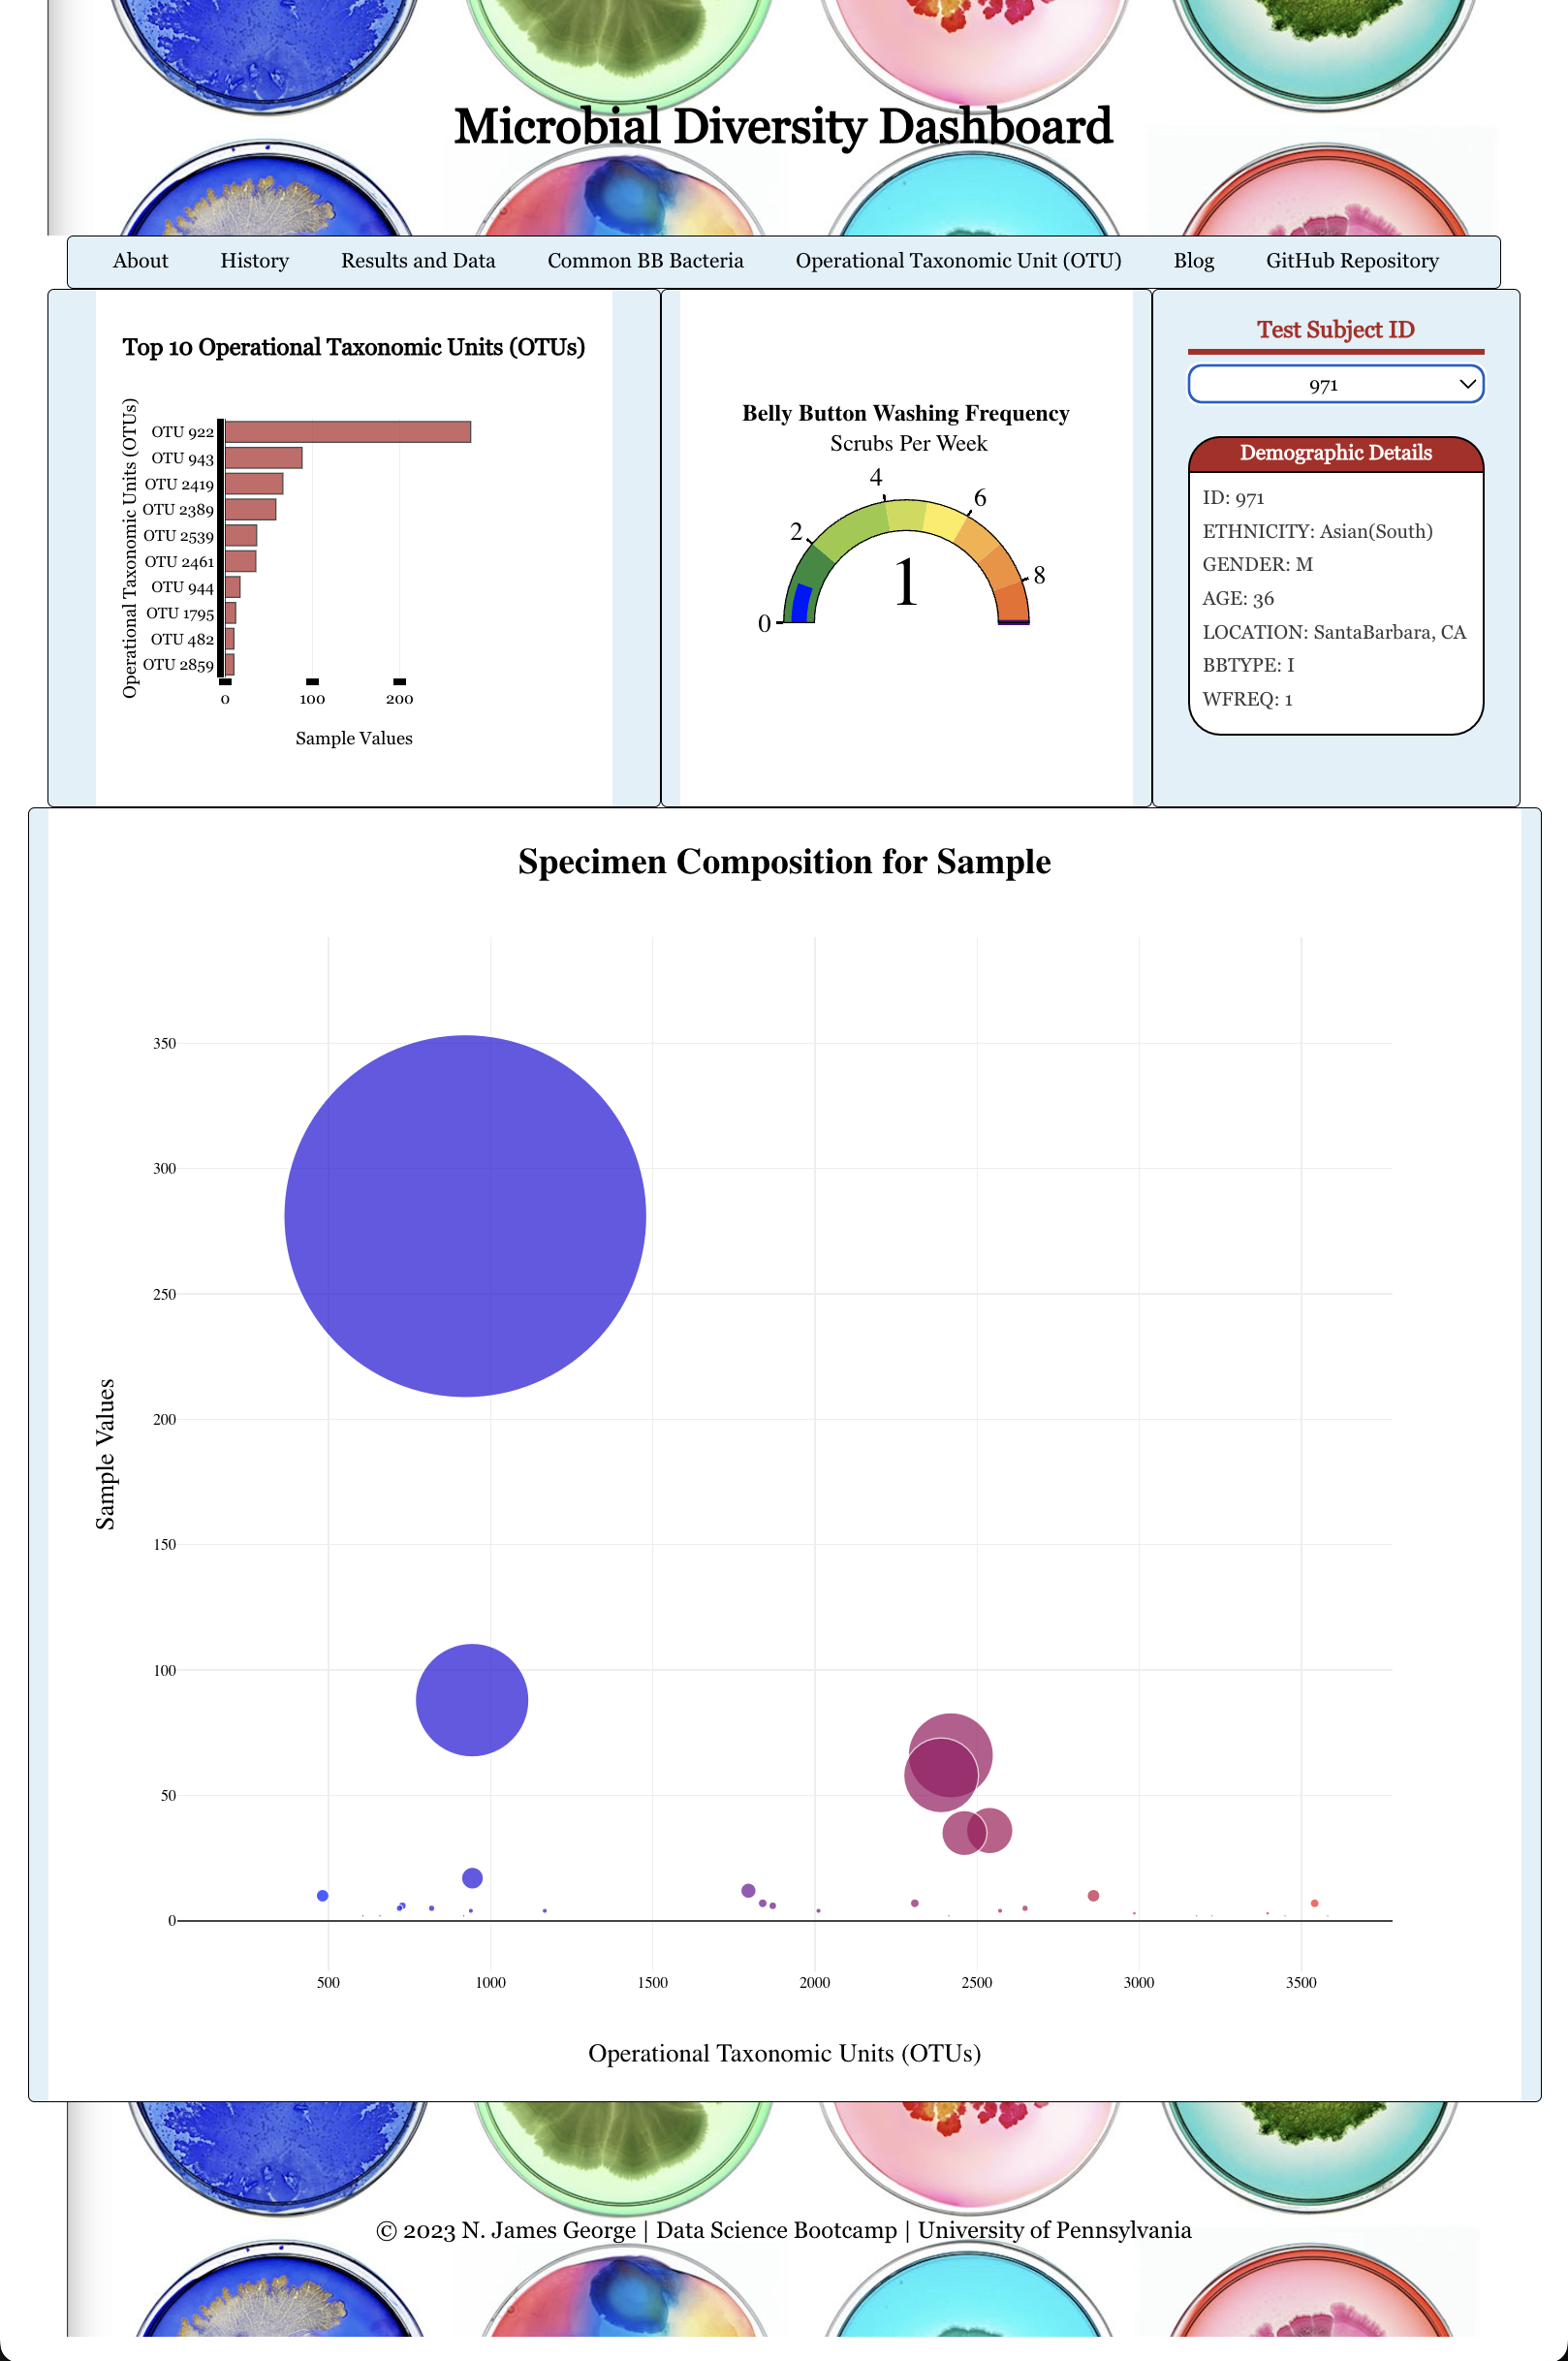 Microbial Diversity Dashboard
About History Results and Data Common BB Bacteria Operational Taxonomic Unit (OTU) Blog GitHub Repository
Top 10 Operational Taxonomic Units (OTUs)
Operational Taxonomic Units (OTUs)
OTU 922
OTU 943
OTU 2419
OTU 2389
OTU 2539
OTU 2461
OTU 944
OTU 1795
OTU 482
OTU 2859
0 100 200
Sample Values
Belly Button Washing Frequency
Scrubs Per Week
0
2
4
6
8
1
Test Subject ID
971
Demographic Details
ID: 971
ETHNICITY: Asian(South)
GENDER: M
AGE: 36
LOCATION: SantaBarbara, CA
BBTYPE: I
WFREQ: 1
Specimen Composition for Sample
Sample Values
350
300
250
200
150
100
50
0
500 1000 1500 2000 2500 3000 3500
Operational Taxonomic Units (OTUs)
© 2023 N. James George | Data Science Bootcamp | University of Pennsylvania